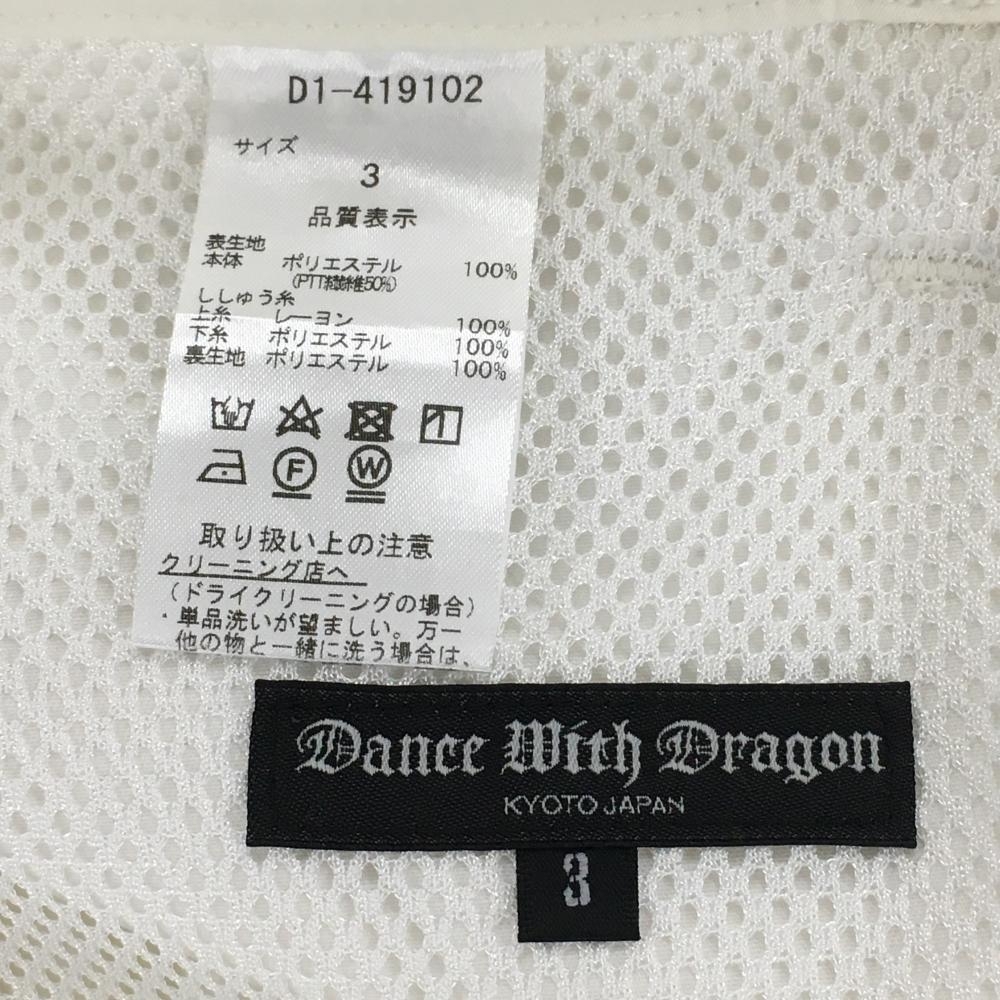 D1-419102
サイズ
3
品質表示
表生地
本体 ポリエステル 100%
(PTT繊維50%)
ししゅう糸
上糸 レーヨン 100%
下糸 ポリエステル 100%
裏生地 ポリエステル 100%
F W
取り扱い上の注意
クリーニング店へ
(ドライクリーニングの場合)
・単品洗いが望ましい。万一
他の物と一緒に洗う場合は、
Dance With Dragon
KYOTO JAPAN
3